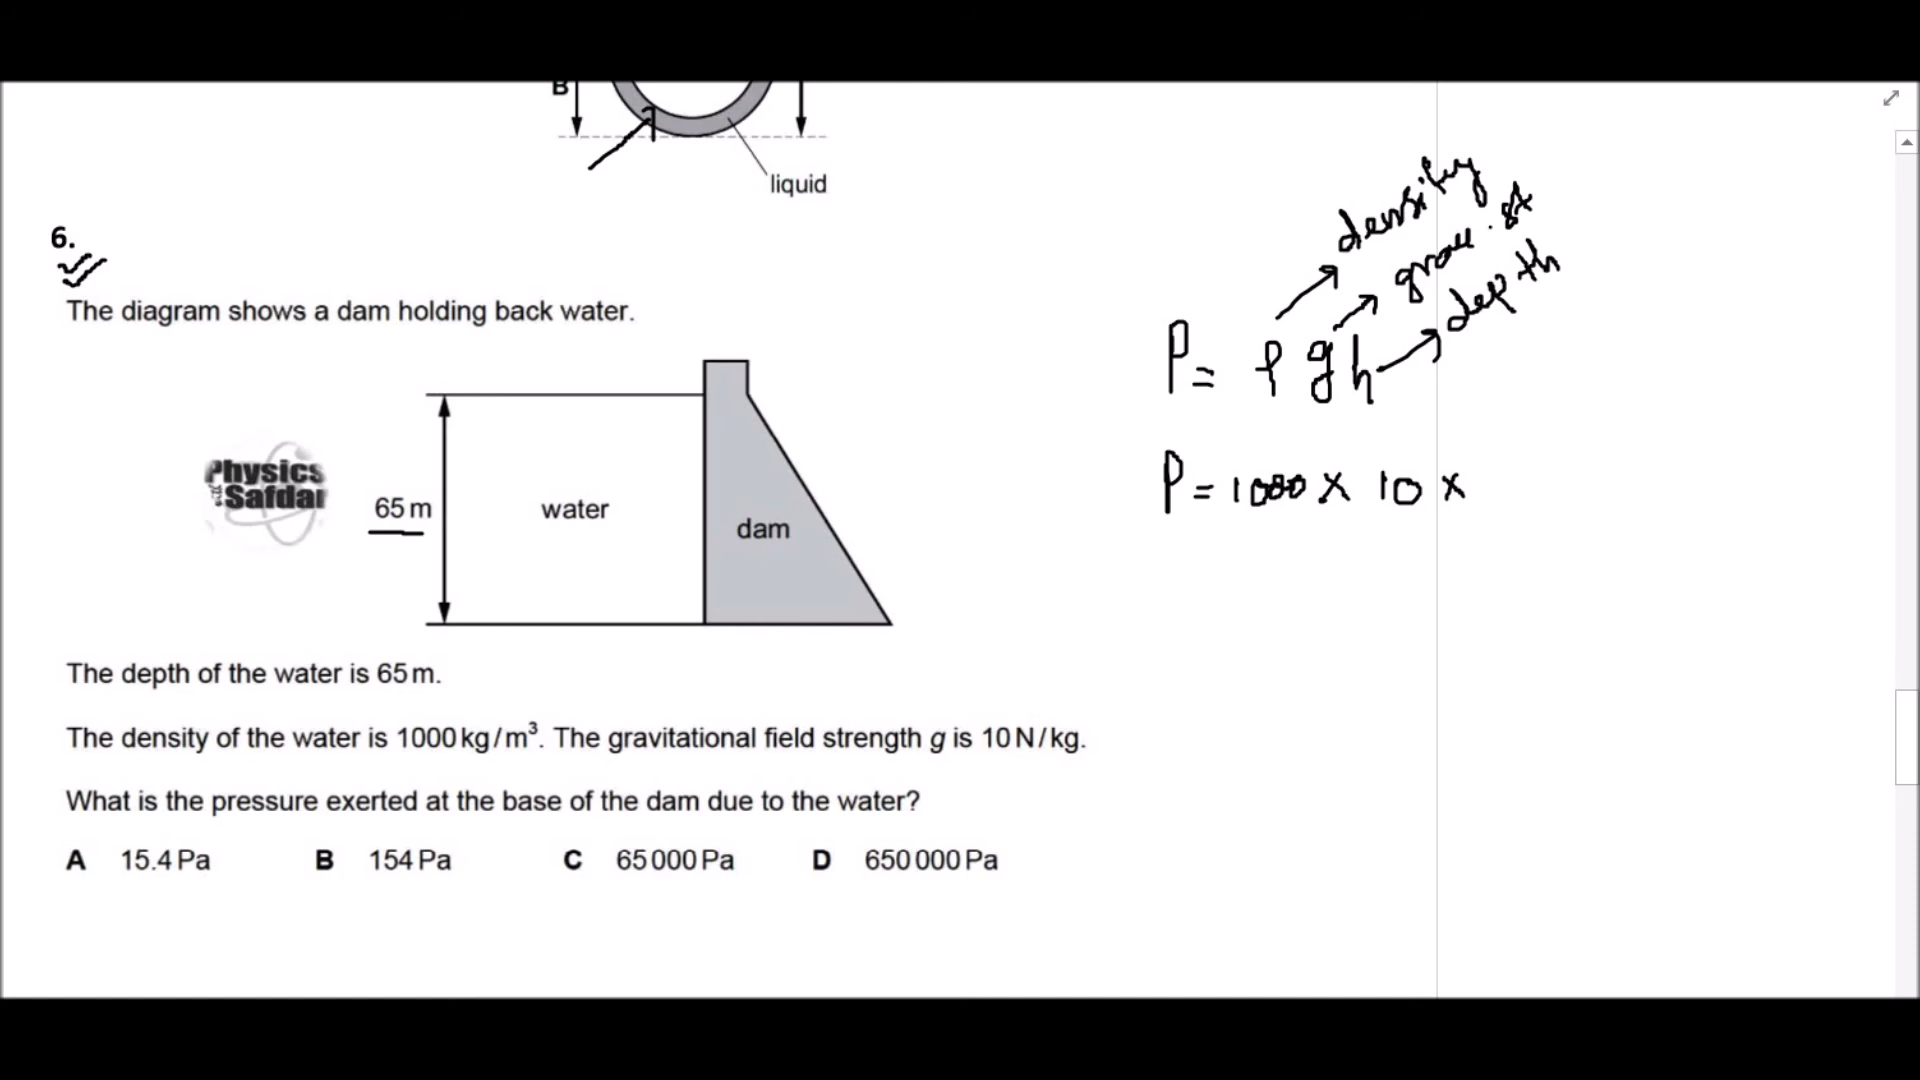 B
liquid
6.
The diagram shows a dam holding back water.
Physics
Safdar
65 m
water
dam
The depth of the water is 65 m.
The density of the water is 1000 kg / m³. The gravitational field strength g is 10 N / kg.
What is the pressure exerted at the base of the dam due to the water?
A 15.4 Pa B 154 Pa C 65 000 Pa D 650 000 Pa
density
grav. st
depth
P = ρ g h
P = 1000 x 10 x